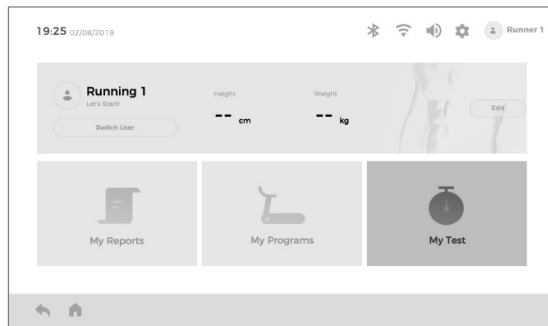 19:25 02/08/2019
Runner 1
Running 1
Let's Start!
Switch User
Height
-- cm
Weight
-- kg
Edit
My Reports
My Programs
My Test